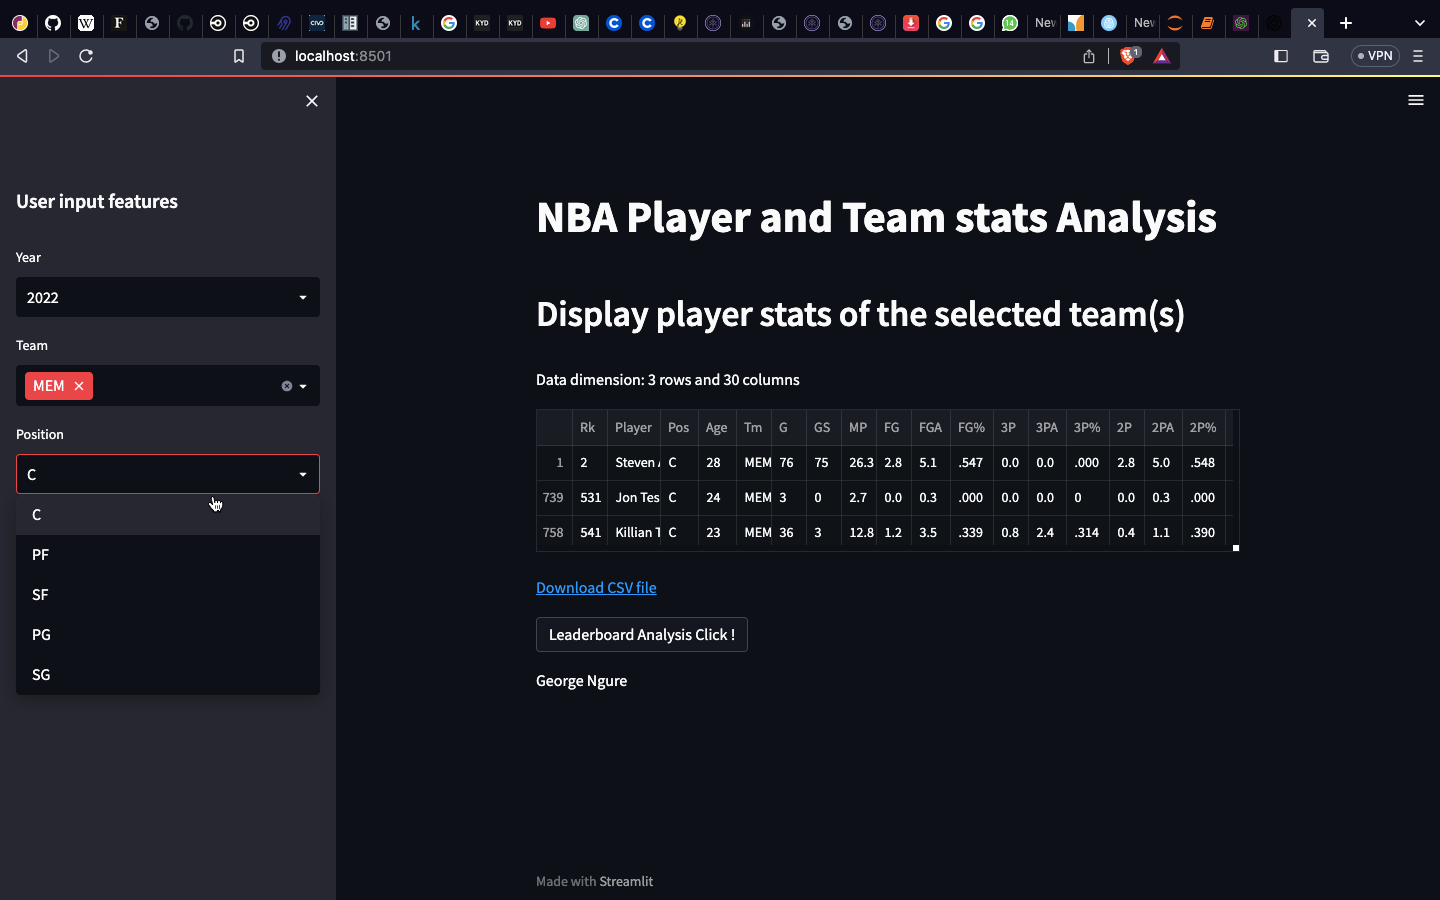 New
New
localhost:8501
1
VPN
User input features
Year
2022
Team
MEM
Position
C
C
PF
SF
PG
SG
NBA Player and Team stats Analysis
Display player stats of the selected team(s)
Data dimension: 3 rows and 30 columns
Rk Player Pos Age Tm G GS MP FG FGA FG% 3P 3PA 3P% 2P 2PA 2P%
1 2 Steven C 28 MEM 76 75 26.3 2.8 5.1 .547 0.0 0.0 .000 2.8 5.0 .548
739 531 Jon Tes C 24 MEM 3 0 2.7 0.0 0.3 .000 0.0 0.0 0 0.0 0.3 .000
758 541 Killian T C 23 MEM 36 3 12.8 1.2 3.5 .339 0.8 2.4 .314 0.4 1.1 .390
Download CSV file
Leaderboard Analysis Click !
George Ngure
Made with Streamlit